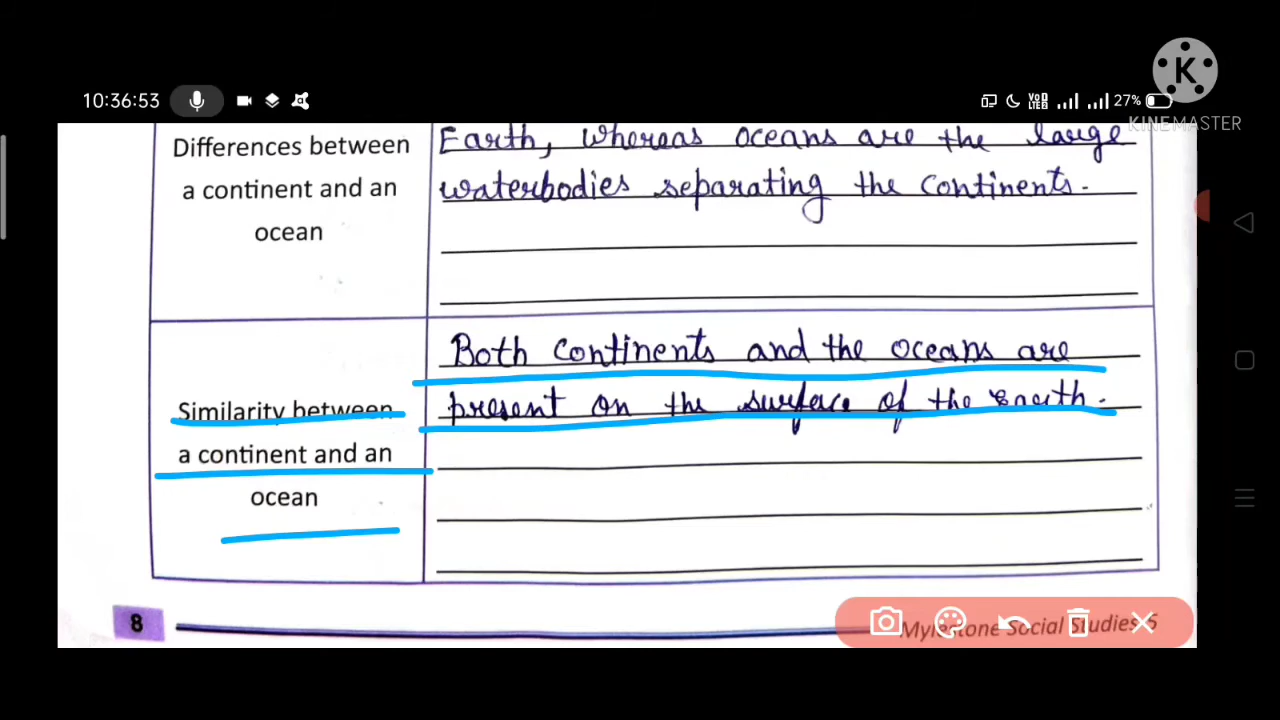 10:36:53
27%
KINEMASTER
Differences between
a continent and an
ocean
Earth, whereas oceans are the large
waterbodies separating the continents.
Similarity between
a continent and an
ocean
Both continents and the oceans are
present on the surface of the Earth.
8
Mylestone Social Studies 5